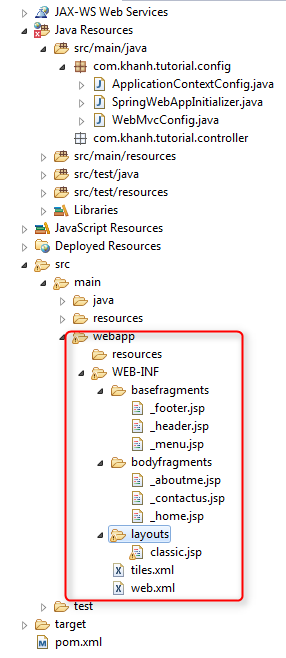 JAX-WS Web Services
Java Resources
src/main/java
com.khanh.tutorial.config
ApplicationContextConfig.java
SpringWebAppInitializer.java
WebMvcConfig.java
com.khanh.tutorial.controller
src/main/resources
src/test/java
src/test/resources
Libraries
JavaScript Resources
Deployed Resources
src
main
java
resources
webapp
resources
WEB-INF
basefragments
_footer.jsp
_header.jsp
_menu.jsp
bodyfragments
_aboutme.jsp
_contactus.jsp
_home.jsp
layouts
classic.jsp
tiles.xml
web.xml
test
target
pom.xml